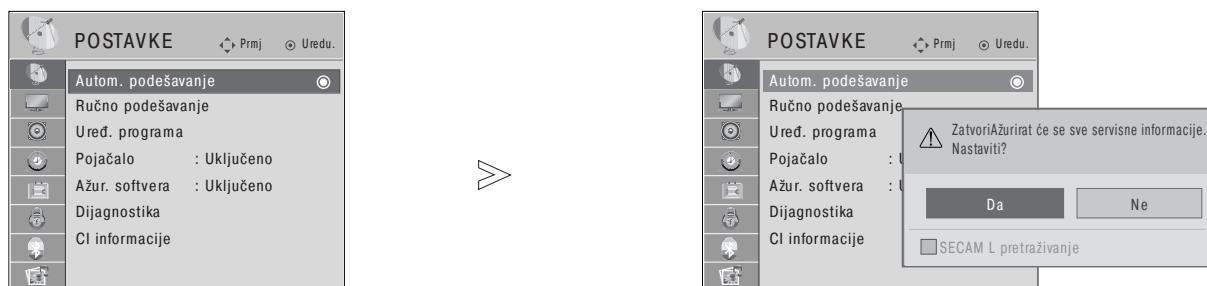 POSTAVKE Prmj Uredu.
Autom. podešavanje
Ručno podešavanje
Uređ. programa
Pojačalo : Uključeno
Ažur. softvera : Uključeno
Dijagnostika
CI informacije
POSTAVKE Prmj Uredu.
Autom. podešavanje
Ručno podešavanje
Uređ. programa
Pojačalo :
Ažur. softvera :
Dijagnostika
CI informacije
ZatvoriAžurirat će se sve servisne informacije.
Nastaviti?
Da Ne
SECAM L pretraživanje